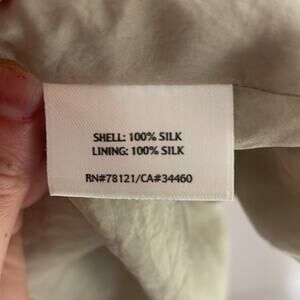 SHELL: 100% SILK
LINING: 100% SILK
RN#78121/CA#34460